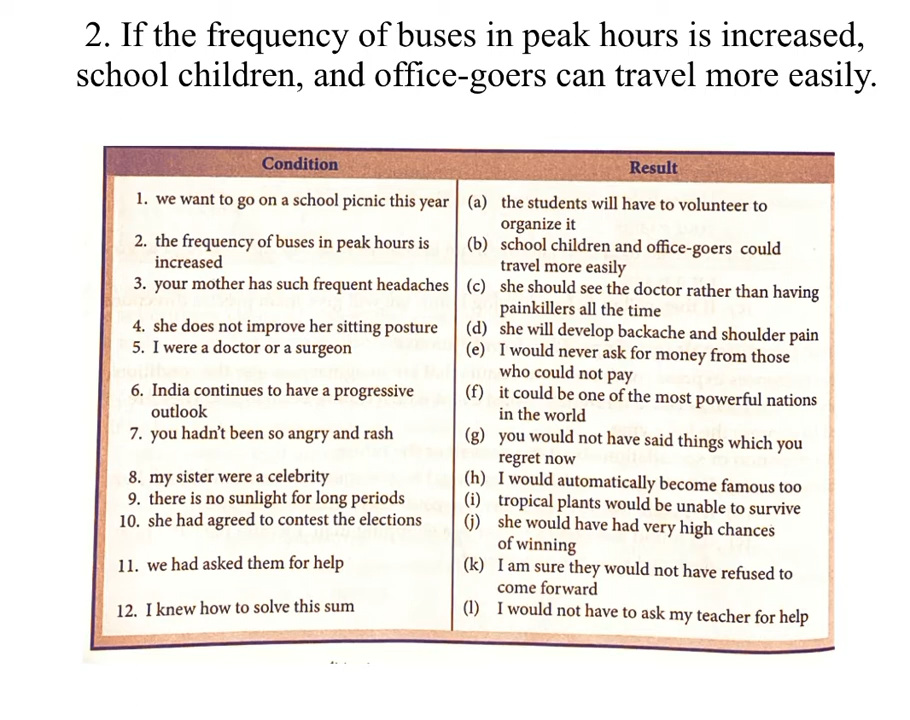 2. If the frequency of buses in peak hours is increased,
school children, and office-goers can travel more easily.
Condition
Result
1. we want to go on a school picnic this year
(a) the students will have to volunteer to
organize it
2. the frequency of buses in peak hours is
increased
(b) school children and office-goers could
travel more easily
3. your mother has such frequent headaches
(c) she should see the doctor rather than having
painkillers all the time
4. she does not improve her sitting posture
(d) she will develop backache and shoulder pain
5. I were a doctor or a surgeon
(e) I would never ask for money from those
who could not pay
6. India continues to have a progressive
outlook
(f) it could be one of the most powerful nations
in the world
7. you hadn't been so angry and rash
(g) you would not have said things which you
regret now
8. my sister were a celebrity
(h) I would automatically become famous too
9. there is no sunlight for long periods
(i) tropical plants would be unable to survive
10. she had agreed to contest the elections
(j) she would have had very high chances
of winning
11. we had asked them for help
(k) I am sure they would not have refused to
come forward
12. I knew how to solve this sum
(l) I would not have to ask my teacher for help